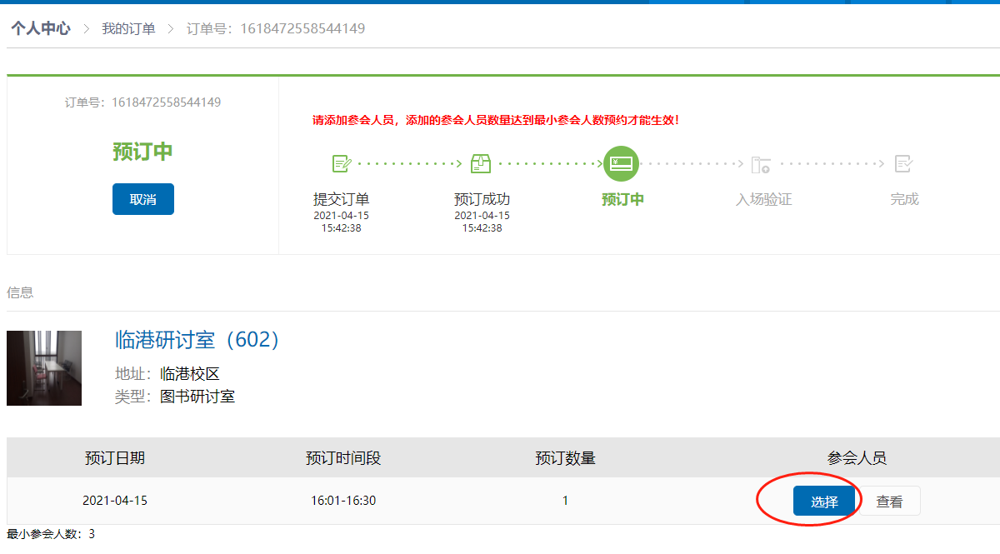 个人中心 > 我的订单 > 订单号：1618472558544149
订单号：1618472558544149
预订中
取消
请添加参会人员，添加的参会人员数量达到最小参会人数预约才能生效！
提交订单 预订成功 预订中 入场验证 完成
2021-04-15 2021-04-15
15:42:38 15:42:38
信息
临港研讨室（602）
地址：临港校区
类型：图书研讨室
预订日期 预订时间段 预订数量 参会人员
2021-04-15 16:01-16:30 1 选择 查看
最小参会人数：3